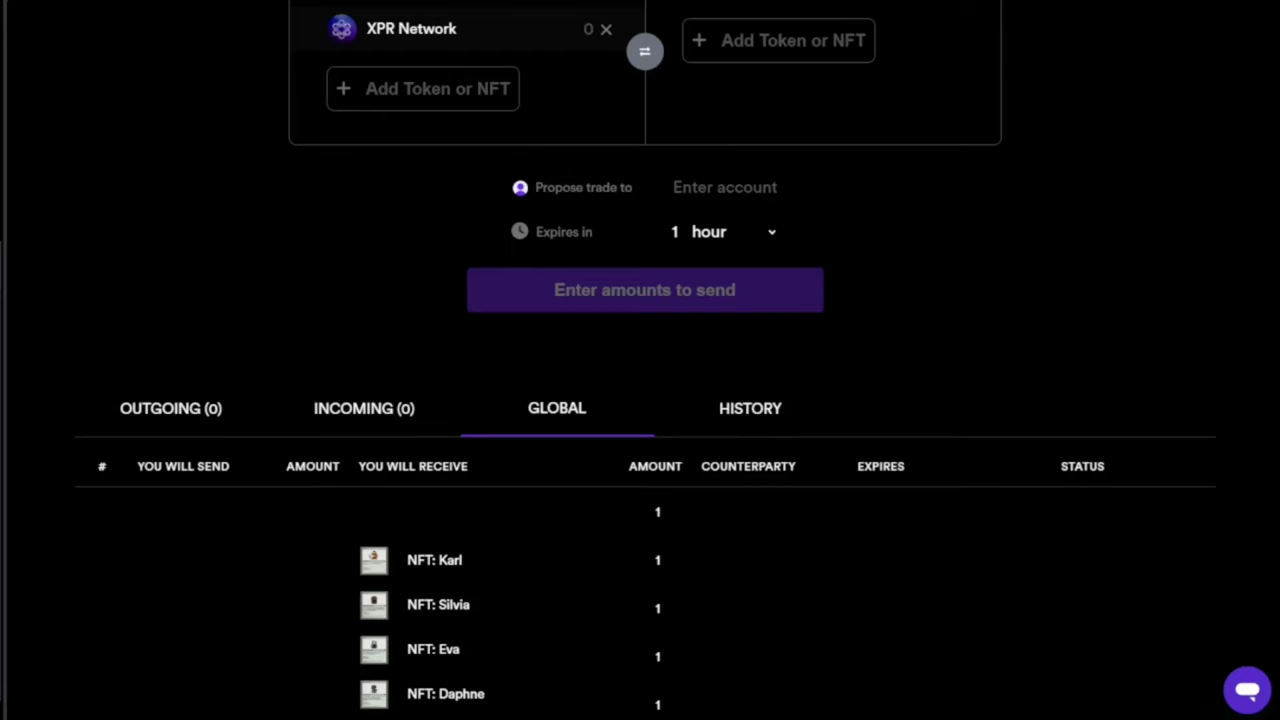 XPR Network 0
Add Token or NFT
Add Token or NFT
Propose trade to Enter account
Expires in 1 hour
Enter amounts to send
OUTGOING (0) INCOMING (0) GLOBAL HISTORY
# YOU WILL SEND AMOUNT YOU WILL RECEIVE AMOUNT COUNTERPARTY EXPIRES STATUS
1
NFT: Karl 1
NFT: Silvia 1
NFT: Eva 1
NFT: Daphne 1